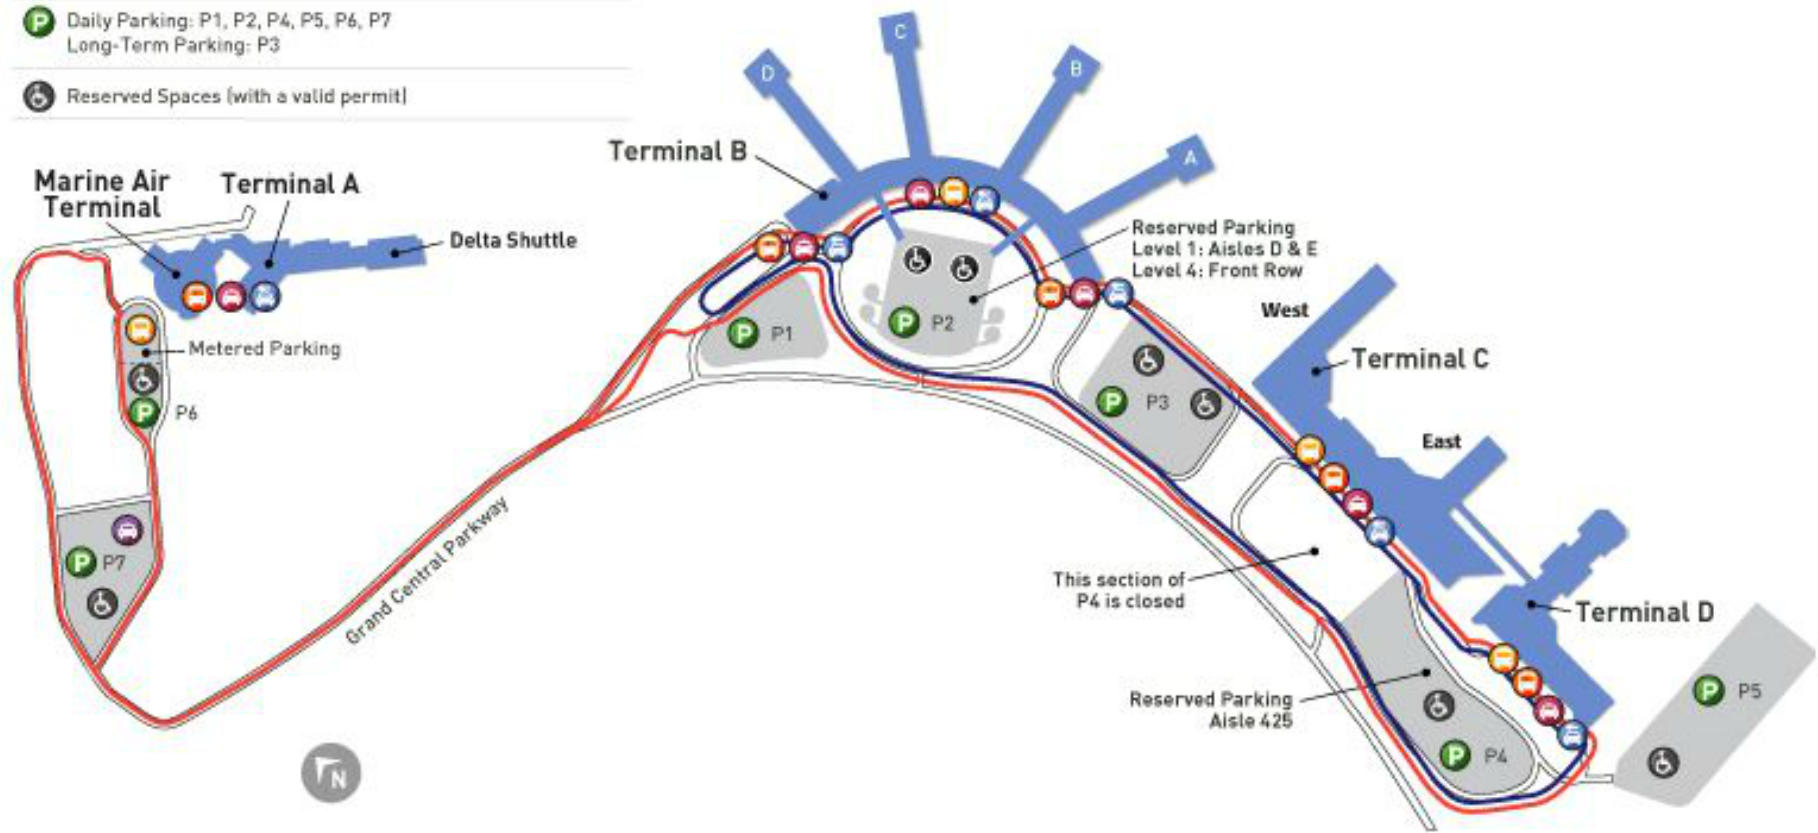 P
Daily Parking: P1, P2, P4, P5, P6, P7
Long-Term Parking: P3
Reserved Spaces (with a valid permit)
Marine Air
Terminal
Terminal A
Delta Shuttle
Metered Parking
P P6
P P7
Grand Central Parkway
N
Terminal B
D
C
B
A
Reserved Parking
Level 1: Aisles D & E
Level 4: Front Row
P P1
P P2
P P3
West
Terminal C
East
This section of
P4 is closed
Terminal D
Reserved Parking
Aisle 425
P P4
P P5